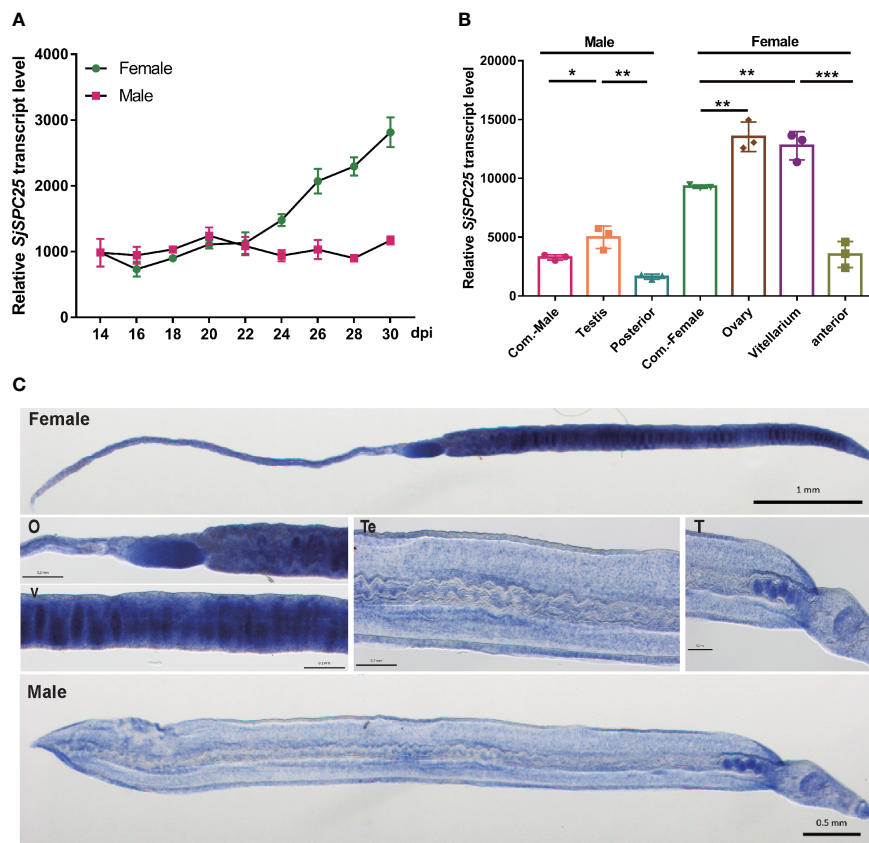 A
Relative SjSPC25 transcript level
4000
3000
2000
1000
0
Female
Male
14 16 18 20 22 24 26 28 30 dpi
B
Relative SjSPC25 transcript level
20000
15000
10000
5000
0
Male Female
* ** ** ** ***
Com.-Male
Testis
Posterior
Com.-Female
Ovary
Vitellarium
anterior
C
Female
1 mm
O
Te
T
V
Male
0.5 mm